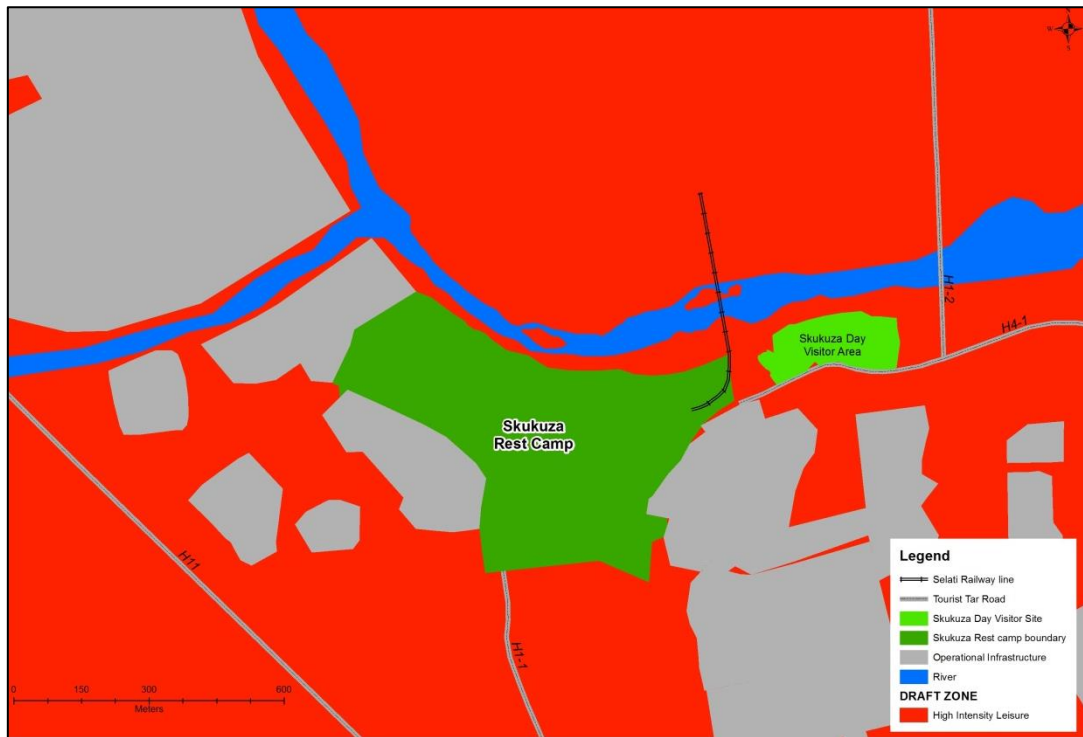 N
W
E
S
H1-2
H4-1
Skukuza Day
Visitor Area
Skukuza
Rest Camp
H11
H1-1
0 150 300 600
Meters
Legend
Selati Railway line
Tourist Tar Road
Skukuza Day Visitor Site
Skukuza Rest camp boundary
Operational Infrastructure
River
DRAFT ZONE
High Intensity Leisure